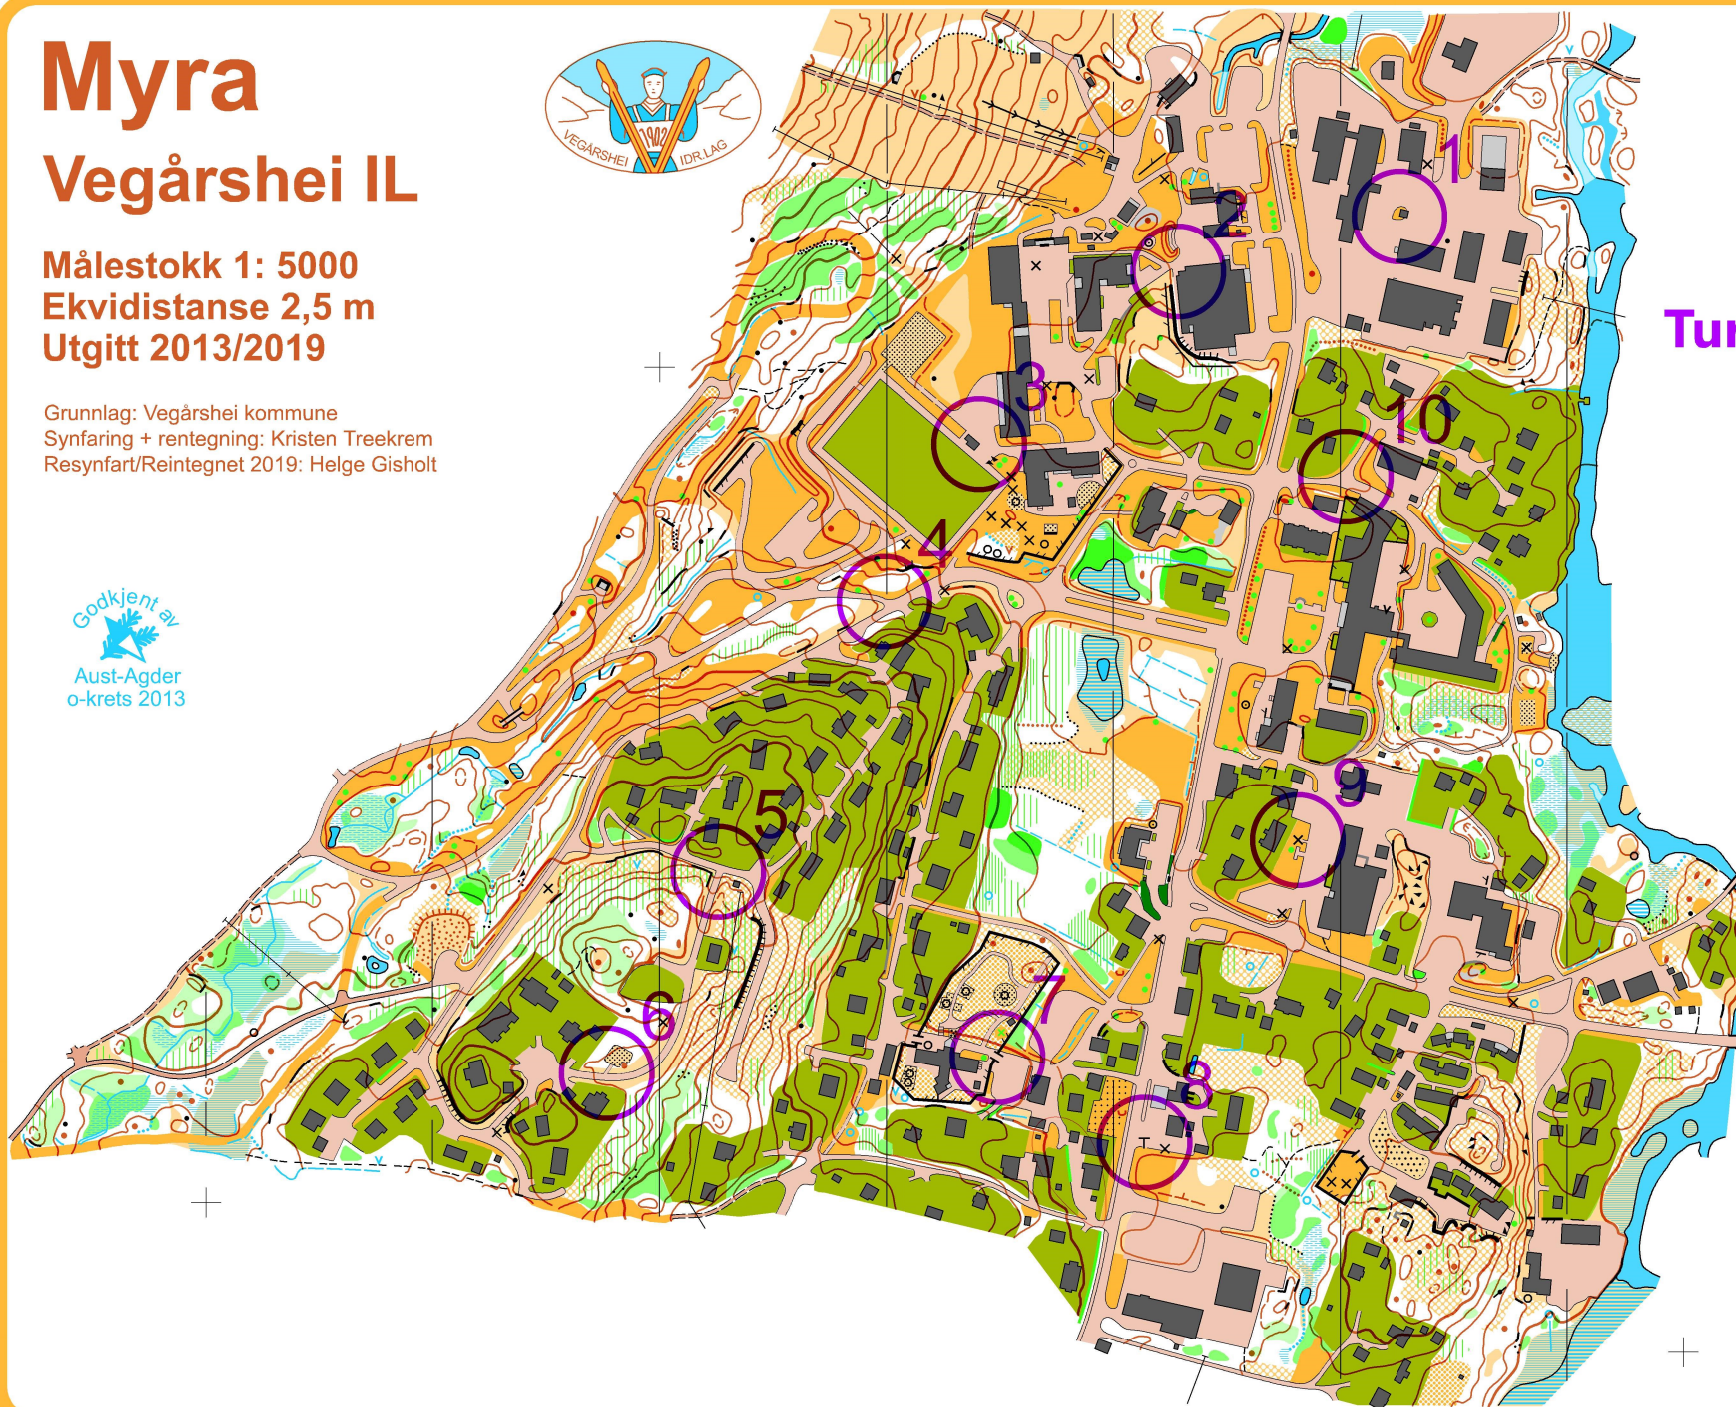 Myra
Vegårshei IL
Målestokk 1: 5000
Ekvidistanse 2,5 m
Utgitt 2013/2019
Grunnlag: Vegårshei kommune
Synfaring + rentegning: Kristen Treekrem
Resynfart/Reintegnet 2019: Helge Gisholt
1902
VEGÅRSHEI IDR.LAG
Godkjent av
Aust-Agder
o-krets 2013
Tur
1
2
3
10
4
5
9
6
7
8